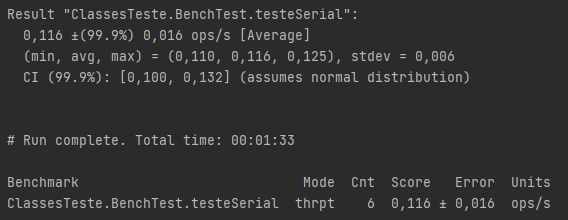 Result "ClassesTeste.BenchTest.testeSerial":
  0,116 ±(99.9%) 0,016 ops/s [Average]
  (min, avg, max) = (0,110, 0,116, 0,125), stdev = 0,006
  CI (99.9%): [0,100, 0,132] (assumes normal distribution)
# Run complete. Total time: 00:01:33
Benchmark                            Mode  Cnt  Score   Error  Units
ClassesTeste.BenchTest.testeSerial  thrpt    6  0,116 ± 0,016  ops/s